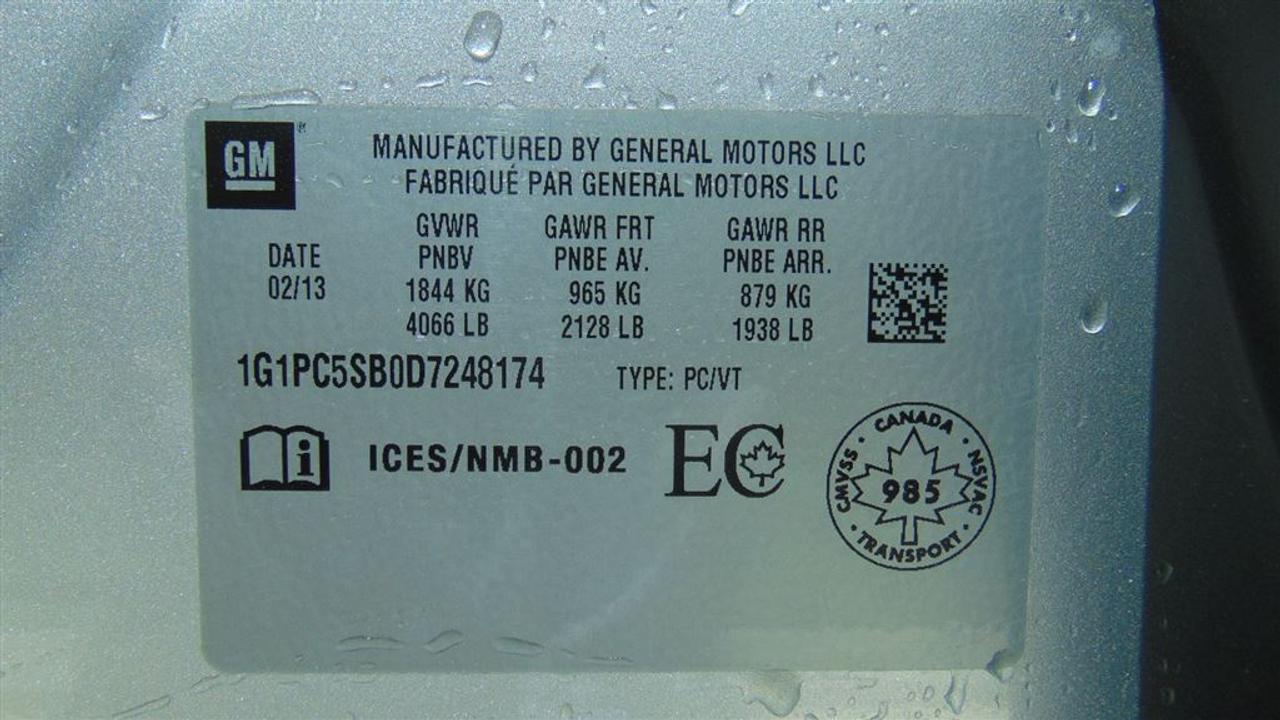 GM
MANUFACTURED BY GENERAL MOTORS LLC
FABRIQUÉ PAR GENERAL MOTORS LLC
GVWR GAWR FRT GAWR RR
DATE PNBV PNBE AV. PNBE ARR.
02/13 1844 KG 965 KG 879 KG
4066 LB 2128 LB 1938 LB
1G1PC5SB0D7248174 TYPE: PC/VT
i ICES/NMB-002 EC
CANADA
CMVSS 985 NSVAC
TRANSPORT